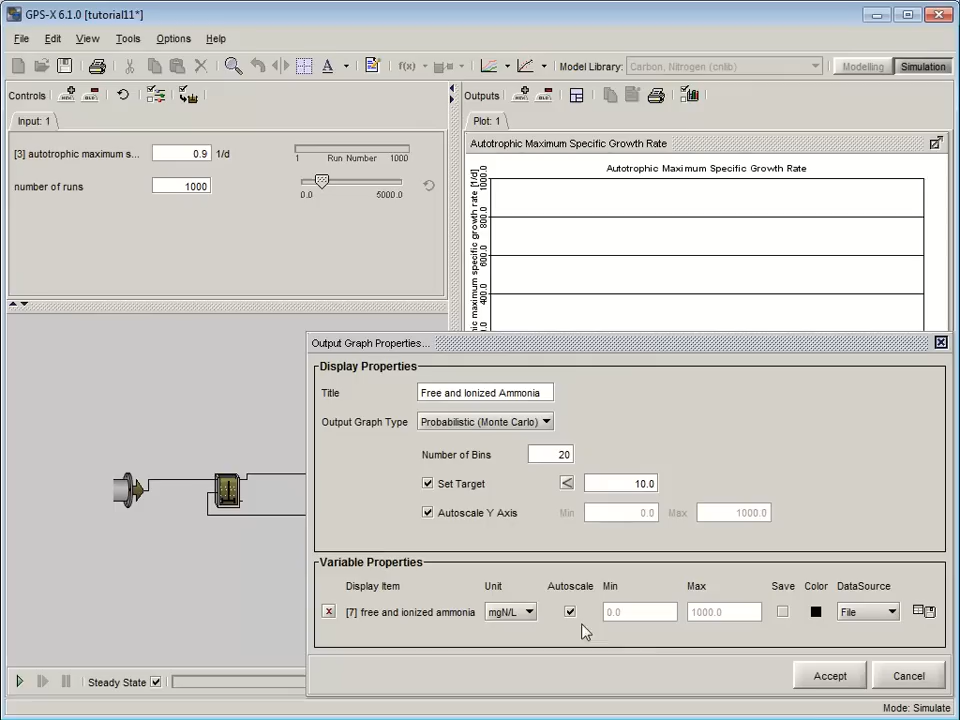 GPS-X 6.1.0 [tutorial11*]
File Edit View Tools Options Help
f(x) Model Library: Carbon, Nitrogen (cnlib) Modelling Simulation
Controls
Outputs
Input: 1
Plot: 1
[3] autotrophic maximum s... 0.9 1/d
1 Run Number 1000
number of runs 1000
0.0 5000.0
Autotrophic Maximum Specific Growth Rate
Autotrophic Maximum Specific Growth Rate
ic maximum specific growth rate [1/d]
1000.0
800.0
600.0
400.0
Output Graph Properties...
Display Properties
Title Free and Ionized Ammonia
Output Graph Type Probabilistic (Monte Carlo)
Number of Bins 20
Set Target < 10.0
Autoscale Y Axis Min 0.0 Max 1000.0
Variable Properties
Display Item Unit Autoscale Min Max Save Color DataSource
[7] free and ionized ammonia mgN/L 0.0 1000.0 File
Accept Cancel
Steady State
Mode: Simulate